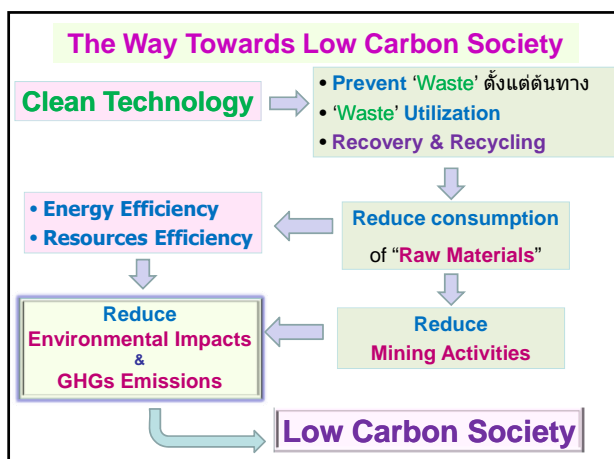 The Way Towards Low Carbon Society
Clean Technology
• Prevent ‘Waste’ ตั้งแต่ต้นทาง
• ‘Waste’ Utilization
• Recovery & Recycling
• Energy Efficiency
• Resources Efficiency
Reduce consumption
of “Raw Materials”
Reduce
Environmental Impacts
&
GHGs Emissions
Reduce
Mining Activities
Low Carbon Society